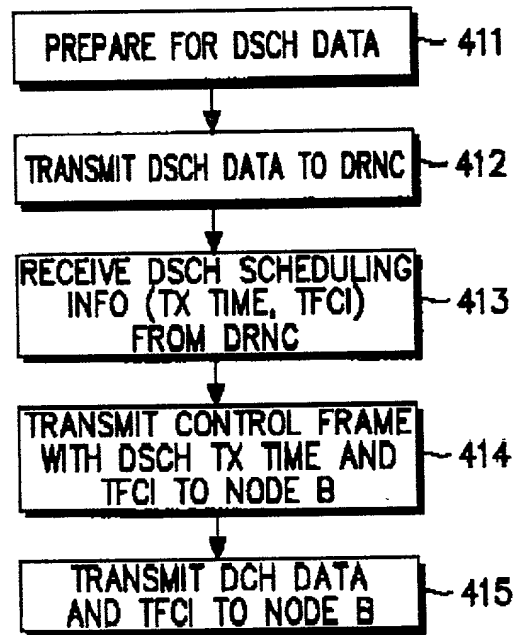 PREPARE FOR DSCH DATA
411
TRANSMIT DSCH DATA TO DRNC
412
RECEIVE DSCH SCHEDULING
INFO (TX TIME, TFCI)
FROM DRNC
413
TRANSMIT CONTROL FRAME
WITH DSCH TX TIME AND
TFCI TO NODE B
414
TRANSMIT DCH DATA
AND TFCI TO NODE B
415